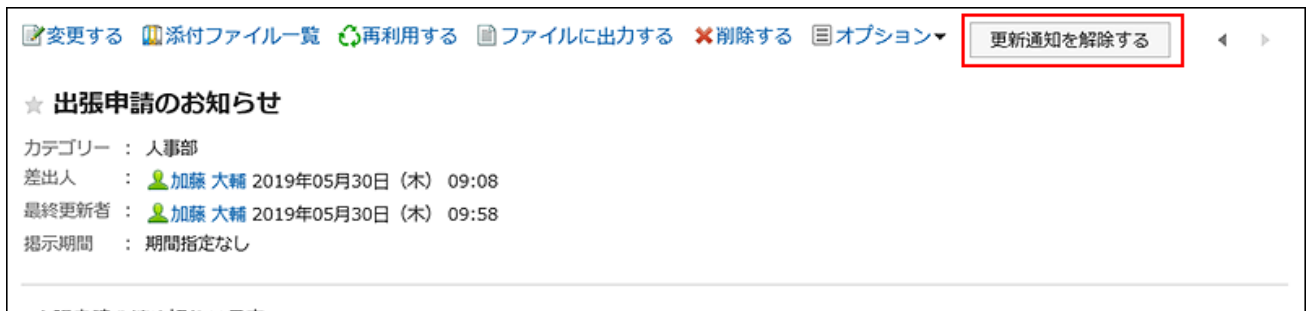 変更する 添付ファイル一覧 再利用する ファイルに出力する 削除する オプション 更新通知を解除する
出張申請のお知らせ
カテゴリー : 人事部
差出人 : 加藤 大輔 2019年05月30日（木） 09:08
最終更新者 : 加藤 大輔 2019年05月30日（木） 09:58
掲示期間 : 期間指定なし